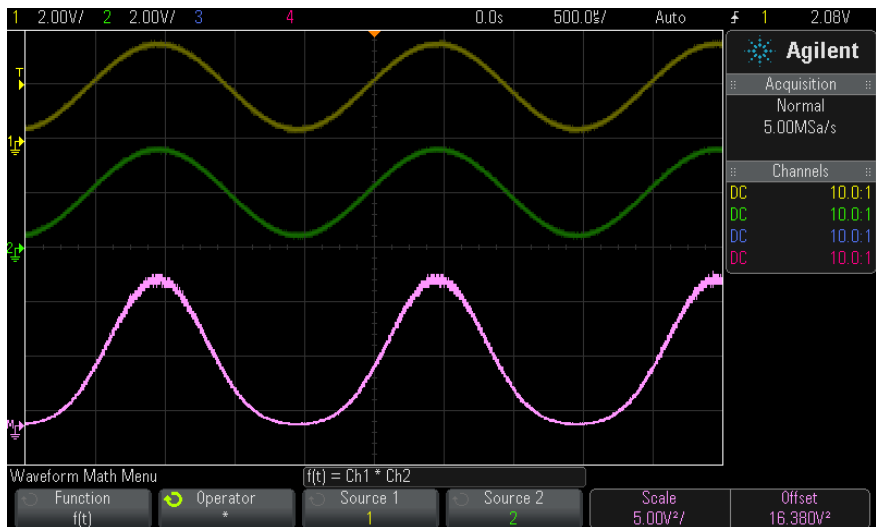 1 2.00V/ 2 2.00V/ 3 4 0.0s 500.0µs/ Auto 1 2.08V
Agilent
Acquisition
Normal
5.00MSa/s
Channels
DC 10.0:1
DC 10.0:1
DC 10.0:1
DC 10.0:1
T
1
2
M
Waveform Math Menu f(t) = Ch1 * Ch2
Function Operator Source 1 Source 2 Scale Offset
f(t) * 1 2 5.00V²/ 16.380V²